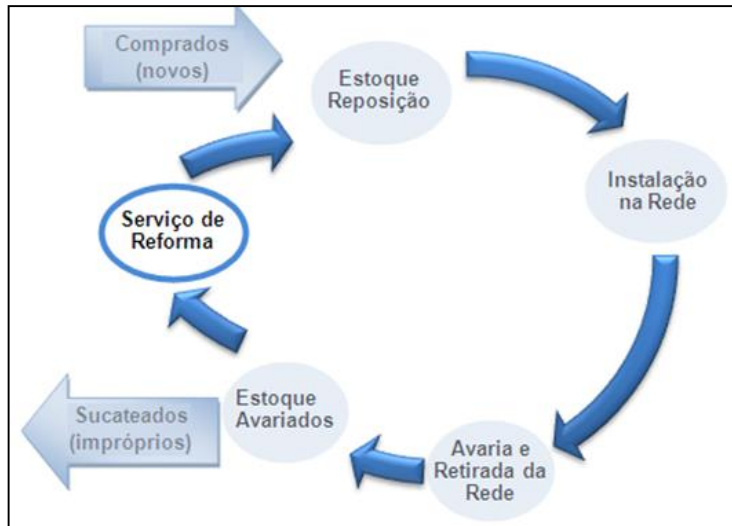 Comprados
(novos)
Estoque
Reposição
Instalação
na Rede
Serviço de
Reforma
Estoque
Avariados
Sucateados
(impróprios)
Avaria e
Retirada da
Rede